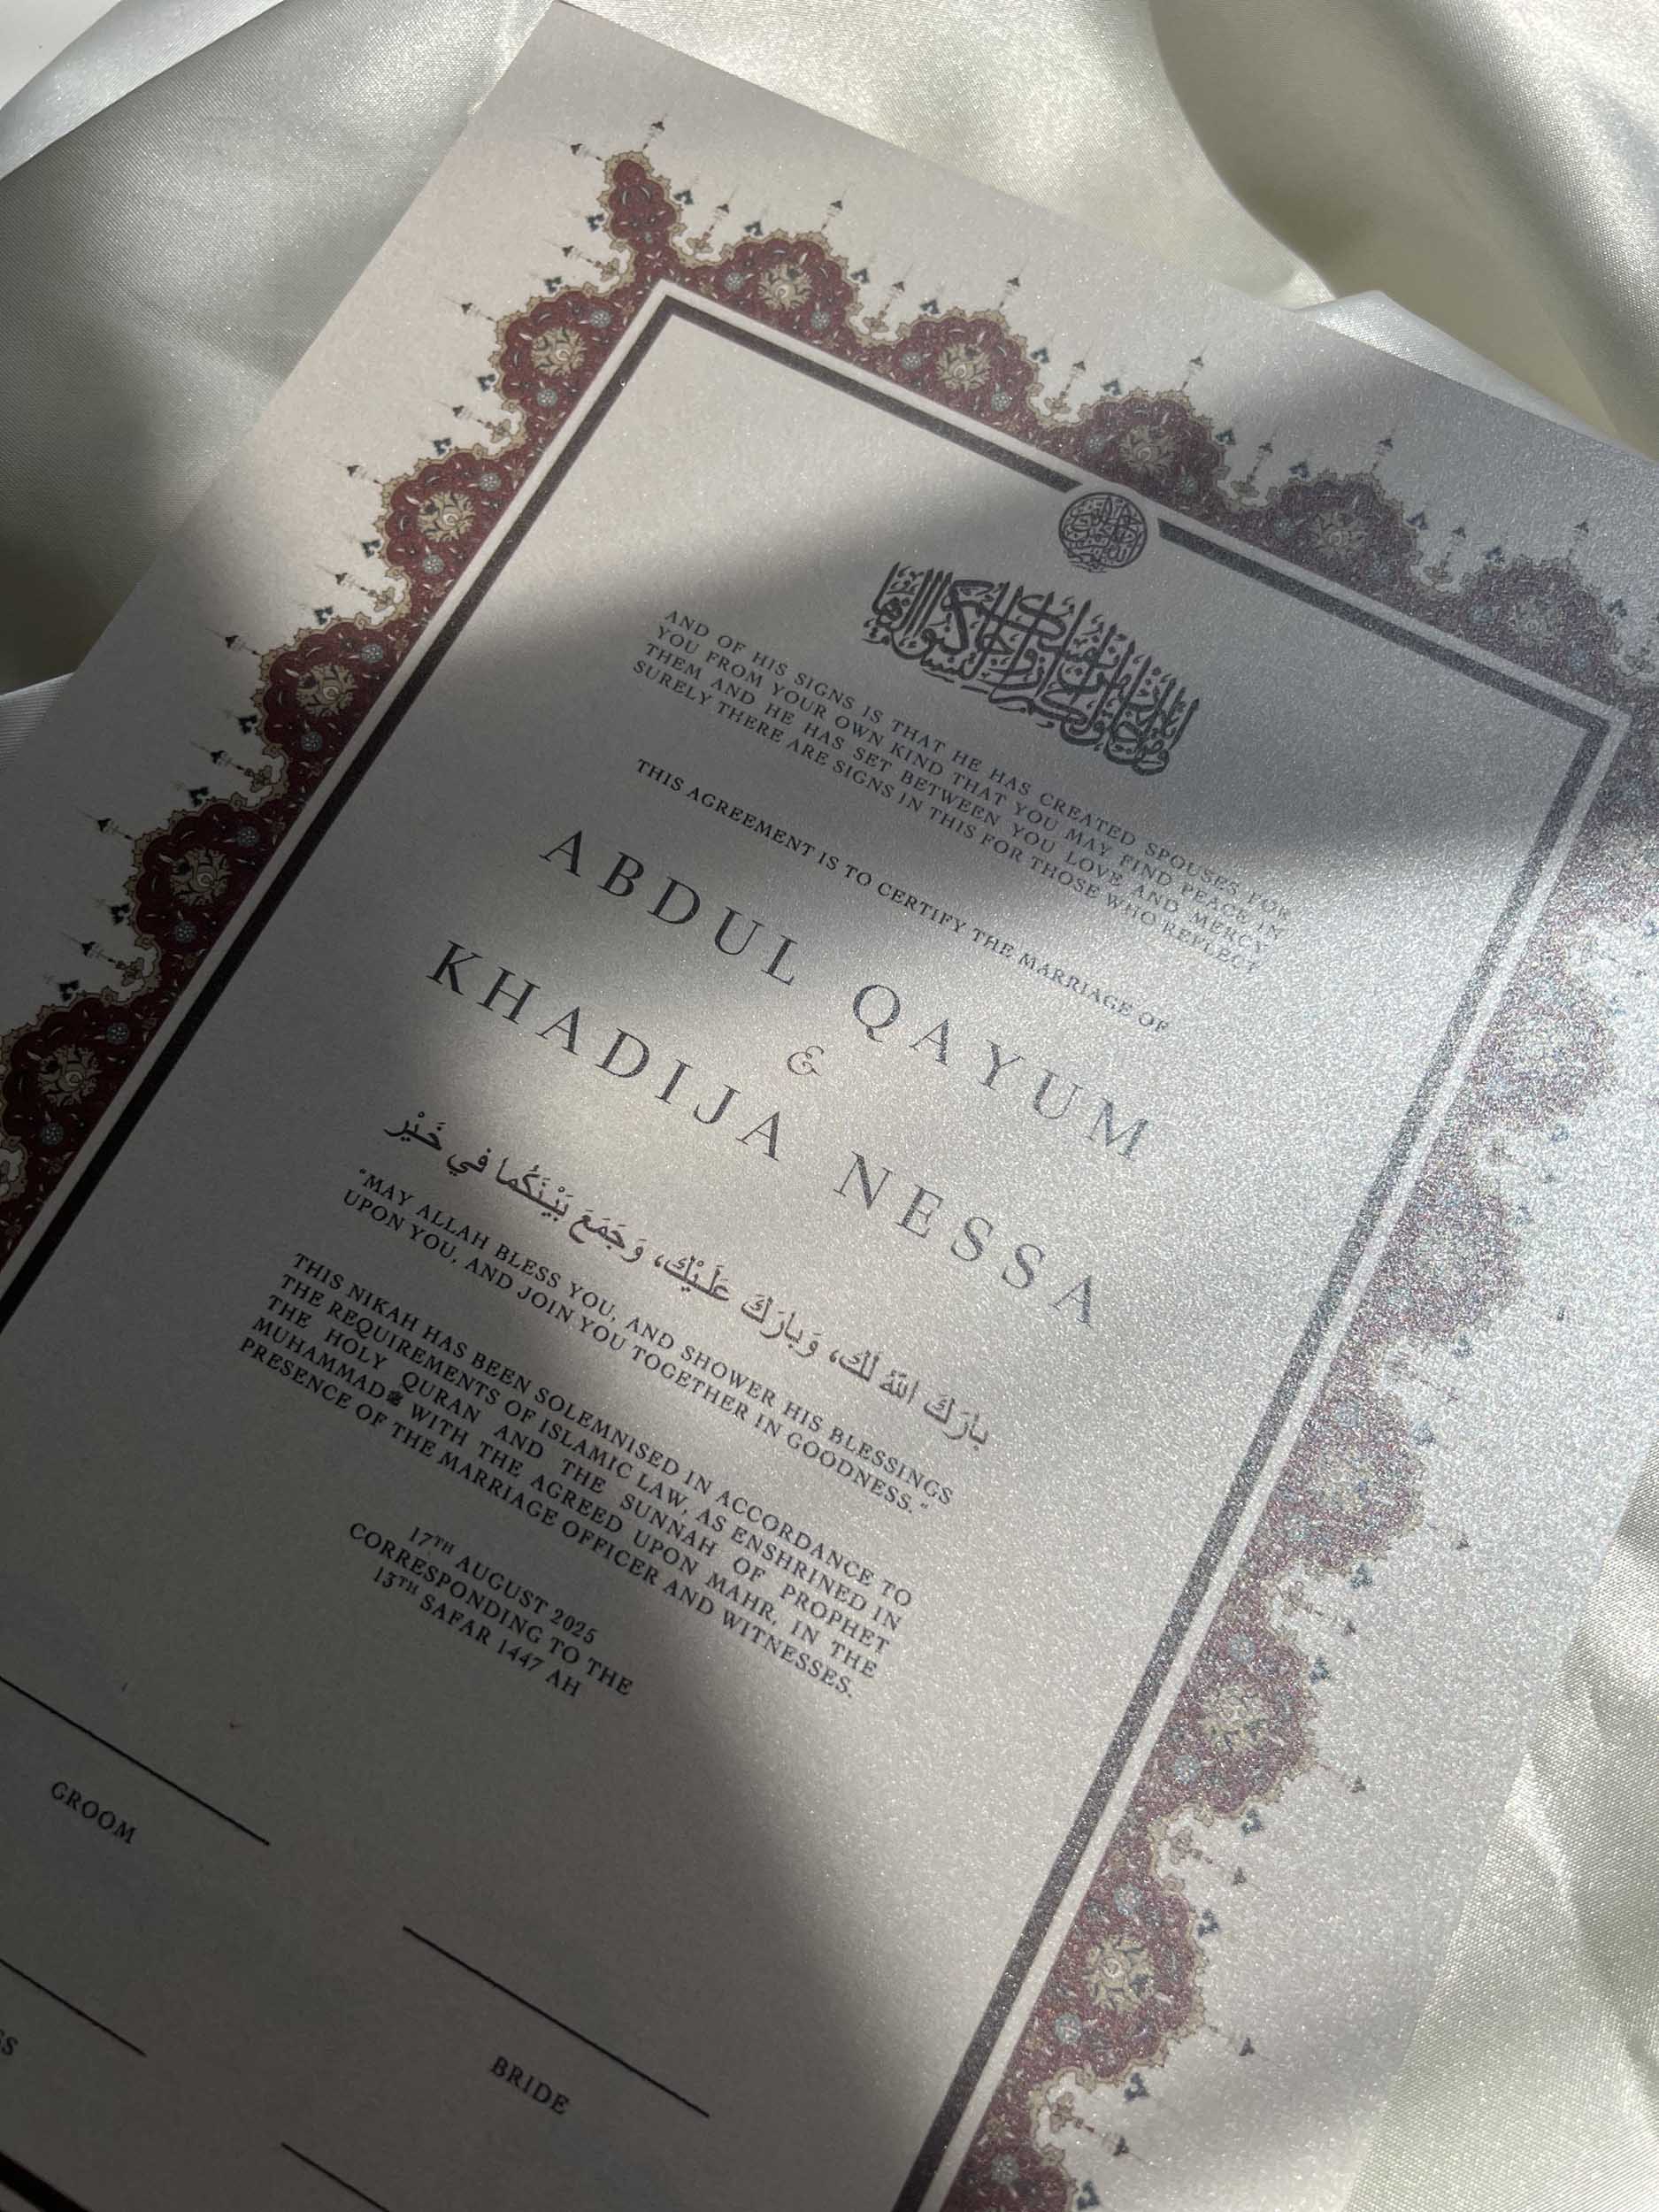 AND OF HIS SIGNS IS THAT HE HAS CREATED SPOUSES FOR
YOU FROM YOUR OWN KIND THAT YOU MAY FIND PEACE IN
THEM AND HE HAS SET BETWEEN YOU LOVE AND MERCY
SURELY THERE ARE SIGNS IN THIS FOR THOSE WHO REFLECT
THIS AGREEMENT IS TO CERTIFY THE MARRIAGE OF
ABDUL QAYUM
&
KHADIJA NESSA
بارَكَ اللهُ لَكَ، وَبارَكَ عَلَيْكَ، وَجَمَعَ بَيْنَكُما في خَيْر
"MAY ALLAH BLESS YOU, AND SHOWER HIS BLESSINGS
UPON YOU, AND JOIN YOU TOGETHER IN GOODNESS."
THIS NIKAH HAS BEEN SOLEMNISED IN ACCORDANCE TO
THE REQUIREMENTS OF ISLAMIC LAW, AS ENSHRINED IN
THE HOLY QURAN AND THE SUNNAH OF PROPHET
MUHAMMADﷺ WITH THE AGREED UPON MAHR, IN THE
PRESENCE OF THE MARRIAGE OFFICER AND WITNESSES.
17TH AUGUST 2025
CORRESPONDING TO THE
13TH SAFAR 1447 AH
GROOM
BRIDE